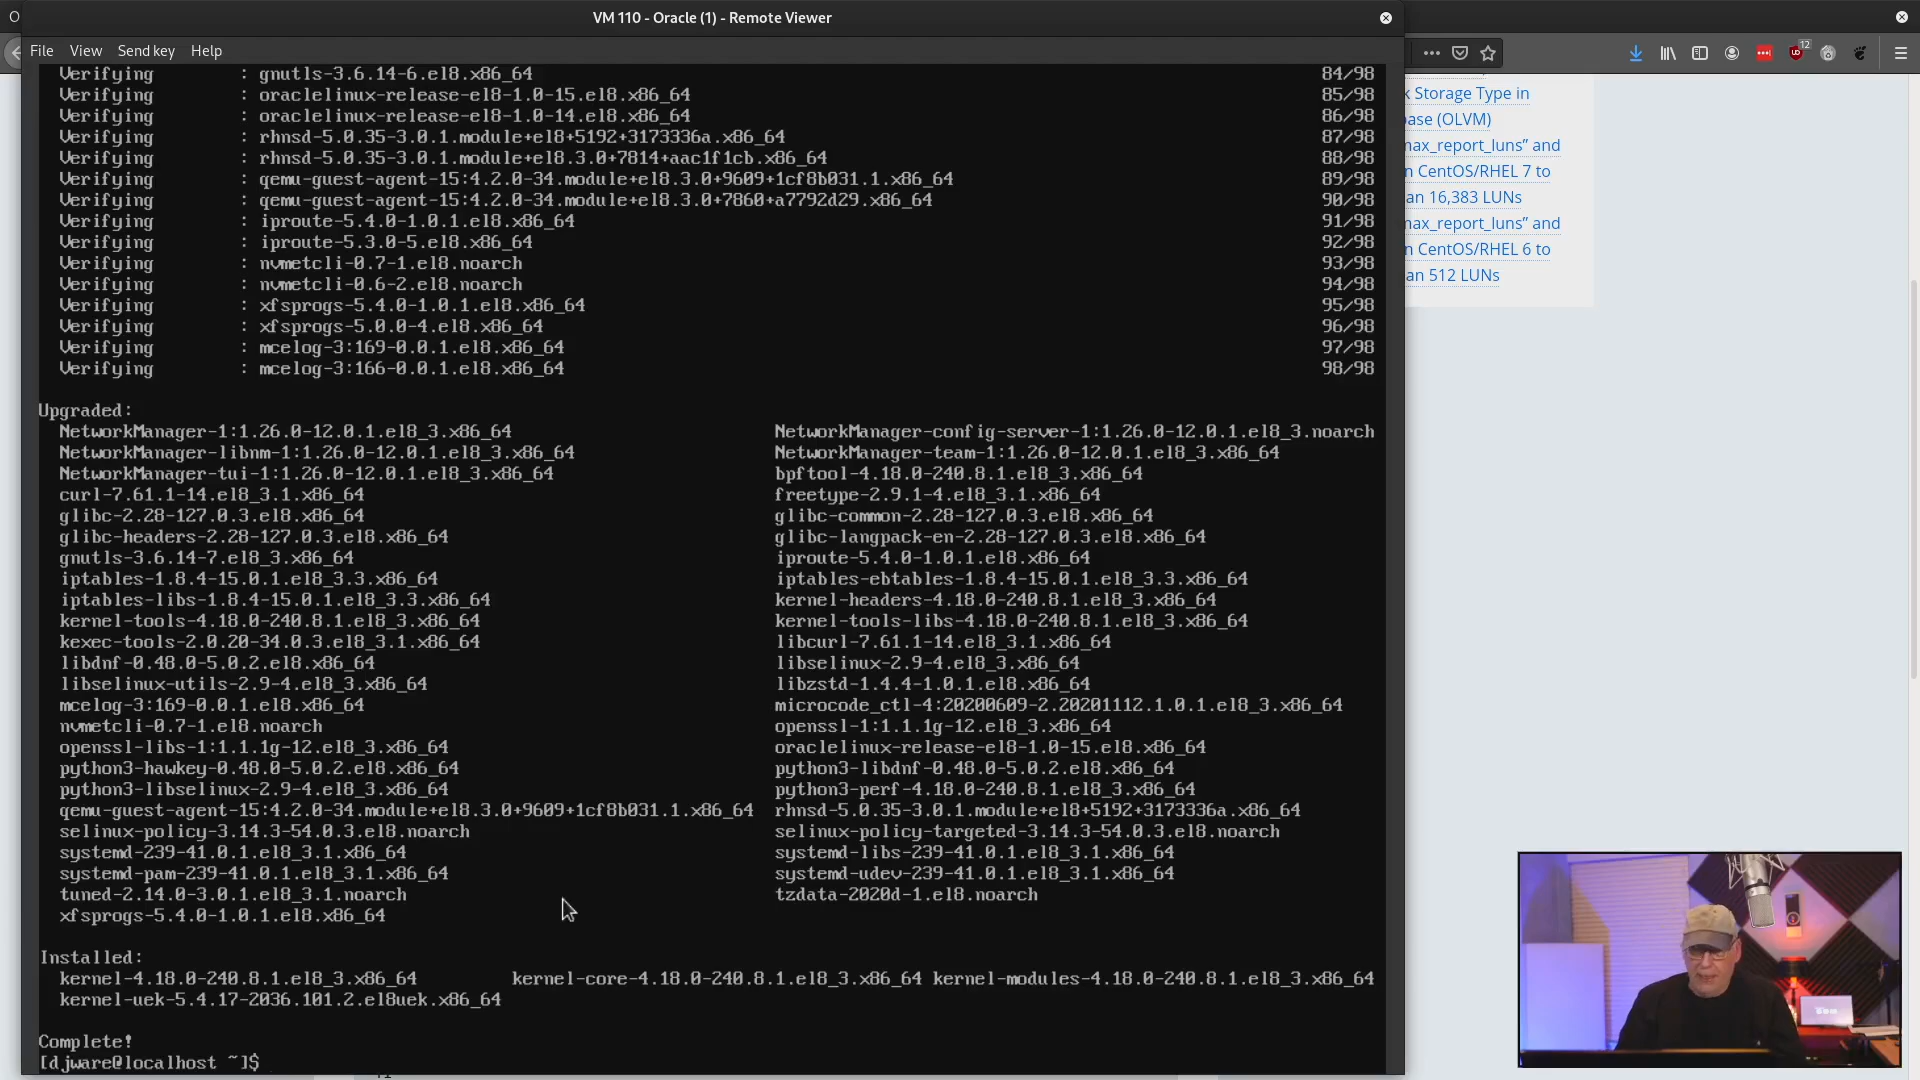 VM 110 - Oracle (1) - Remote Viewer
File View Send key Help
Verifying : gnutls-3.6.14-6.el8.x86_64 84/98
Verifying : oraclelinux-release-el8-1.0-15.el8.x86_64 85/98
Verifying : oraclelinux-release-el8-1.0-14.el8.x86_64 86/98
Verifying : rhnsd-5.0.35-3.0.1.module+el8+5192+3173336a.x86_64 87/98
Verifying : rhnsd-5.0.35-3.0.1.module+el8.3.0+7814+aac1f1cb.x86_64 88/98
Verifying : qemu-guest-agent-15:4.2.0-34.module+el8.3.0+9609+1cf8b031.1.x86_64 89/98
Verifying : qemu-guest-agent-15:4.2.0-34.module+el8.3.0+7860+a7792d29.x86_64 90/98
Verifying : iproute-5.4.0-1.0.1.el8.x86_64 91/98
Verifying : iproute-5.3.0-5.el8.x86_64 92/98
Verifying : nvmetcli-0.7-1.el8.noarch 93/98
Verifying : nvmetcli-0.6-2.el8.noarch 94/98
Verifying : xfsprogs-5.4.0-1.0.1.el8.x86_64 95/98
Verifying : xfsprogs-5.0.0-4.el8.x86_64 96/98
Verifying : mcelog-3:169-0.0.1.el8.x86_64 97/98
Verifying : mcelog-3:166-0.0.1.el8.x86_64 98/98
Upgraded:
NetworkManager-1:1.26.0-12.0.1.el8_3.x86_64 NetworkManager-config-server-1:1.26.0-12.0.1.el8_3.noarch
NetworkManager-libnm-1:1.26.0-12.0.1.el8_3.x86_64 NetworkManager-team-1:1.26.0-12.0.1.el8_3.x86_64
NetworkManager-tui-1:1.26.0-12.0.1.el8_3.x86_64 bpftool-4.18.0-240.8.1.el8_3.x86_64
curl-7.61.1-14.el8_3.1.x86_64 freetype-2.9.1-4.el8_3.1.x86_64
glibc-2.28-127.0.3.el8.x86_64 glibc-common-2.28-127.0.3.el8.x86_64
glibc-headers-2.28-127.0.3.el8.x86_64 glibc-langpack-en-2.28-127.0.3.el8.x86_64
gnutls-3.6.14-7.el8_3.x86_64 iproute-5.4.0-1.0.1.el8.x86_64
iptables-1.8.4-15.0.1.el8_3.3.x86_64 iptables-ebtables-1.8.4-15.0.1.el8_3.3.x86_64
iptables-libs-1.8.4-15.0.1.el8_3.3.x86_64 kernel-headers-4.18.0-240.8.1.el8_3.x86_64
kernel-tools-4.18.0-240.8.1.el8_3.x86_64 kernel-tools-libs-4.18.0-240.8.1.el8_3.x86_64
kexec-tools-2.0.20-34.0.3.el8_3.1.x86_64 libcurl-7.61.1-14.el8_3.1.x86_64
libdnf-0.48.0-5.0.2.el8.x86_64 libselinux-2.9-4.el8_3.x86_64
libselinux-utils-2.9-4.el8_3.x86_64 libzstd-1.4.4-1.0.1.el8.x86_64
mcelog-3:169-0.0.1.el8.x86_64 microcode_ctl-4:20200609-2.20201112.1.0.1.el8_3.x86_64
nvmetcli-0.7-1.el8.noarch openssl-1:1.1.1g-12.el8_3.x86_64
openssl-libs-1:1.1.1g-12.el8_3.x86_64 oraclelinux-release-el8-1.0-15.el8.x86_64
python3-hawkey-0.48.0-5.0.2.el8.x86_64 python3-libdnf-0.48.0-5.0.2.el8.x86_64
python3-libselinux-2.9-4.el8_3.x86_64 python3-perf-4.18.0-240.8.1.el8_3.x86_64
qemu-guest-agent-15:4.2.0-34.module+el8.3.0+9609+1cf8b031.1.x86_64 rhnsd-5.0.35-3.0.1.module+el8+5192+3173336a.x86_64
selinux-policy-3.14.3-54.0.3.el8.noarch selinux-policy-targeted-3.14.3-54.0.3.el8.noarch
systemd-239-41.0.1.el8_3.1.x86_64 systemd-libs-239-41.0.1.el8_3.1.x86_64
systemd-pam-239-41.0.1.el8_3.1.x86_64 systemd-udev-239-41.0.1.el8_3.1.x86_64
tuned-2.14.0-3.0.1.el8_3.1.noarch tzdata-2020d-1.el8.noarch
xfsprogs-5.4.0-1.0.1.el8.x86_64
Installed:
kernel-4.18.0-240.8.1.el8_3.x86_64 kernel-core-4.18.0-240.8.1.el8_3.x86_64 kernel-modules-4.18.0-240.8.1.el8_3.x86_64
kernel-uek-5.4.17-2036.101.2.el8uek.x86_64
Complete!
[djware@localhost ~]$
12
k Storage Type in
base (OLVM)
max_report_luns” and
n CentOS/RHEL 7 to
an 16,383 LUNs
max_report_luns” and
n CentOS/RHEL 6 to
an 512 LUNs